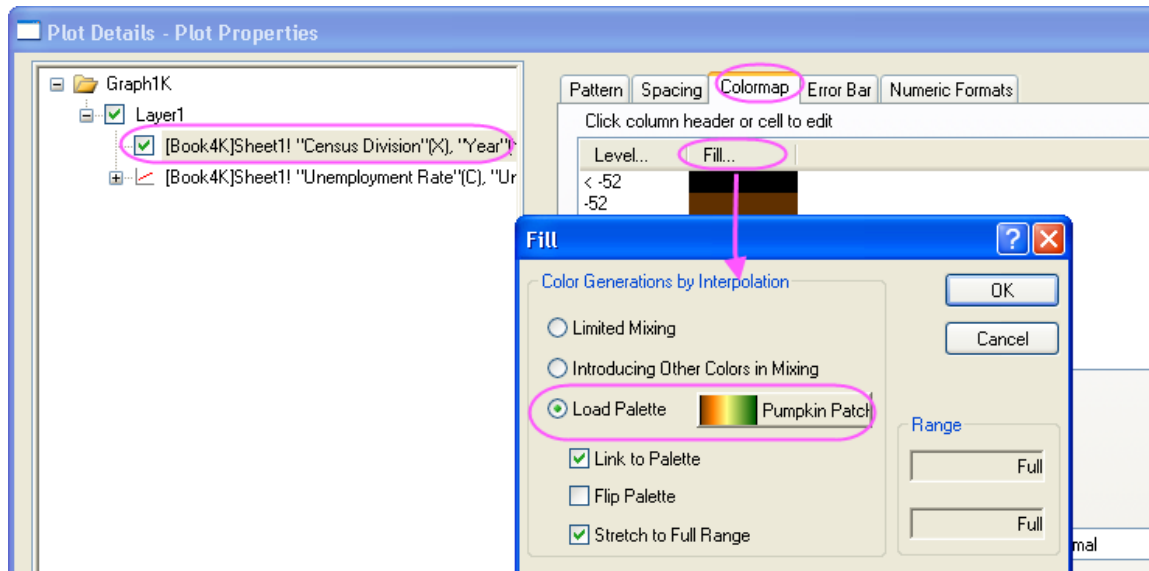 Plot Details - Plot Properties
Graph1K
Layer1
[Book4K]Sheet1! "Census Division"(X), "Year"(
[Book4K]Sheet1! "Unemployment Rate"(C), "Ur
Pattern Spacing Colormap Error Bar Numeric Formats
Click column header or cell to edit
Level... Fill...
< -52
-52
Fill
Color Generations by Interpolation
OK
Limited Mixing
Cancel
Introducing Other Colors in Mixing
Load Palette Pumpkin Patch
Range
Link to Palette
Full
Flip Palette
Stretch to Full Range
Full
mal